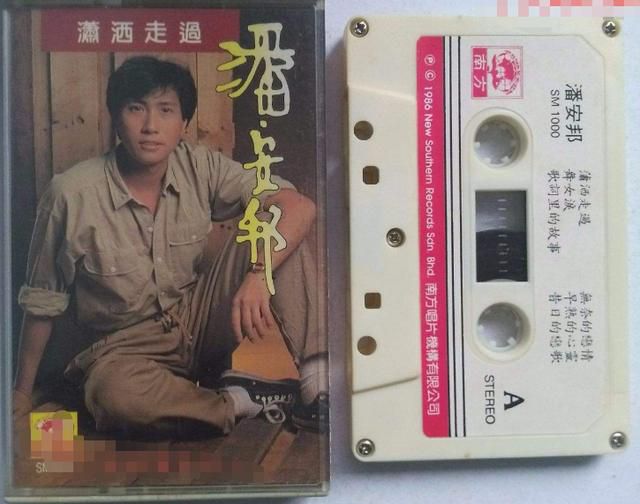 瀟洒走過
潘·安邦
SM
南方
℗ © 1986 New Southern Records Sdn. Bhd. 南方唱片機構有限公司
潘安邦
SM 1000
瀟洒走過
舞女淚
歌詞里的故事
無奈的戀情
早熟的心靈
昔日的戀歌
A
STEREO